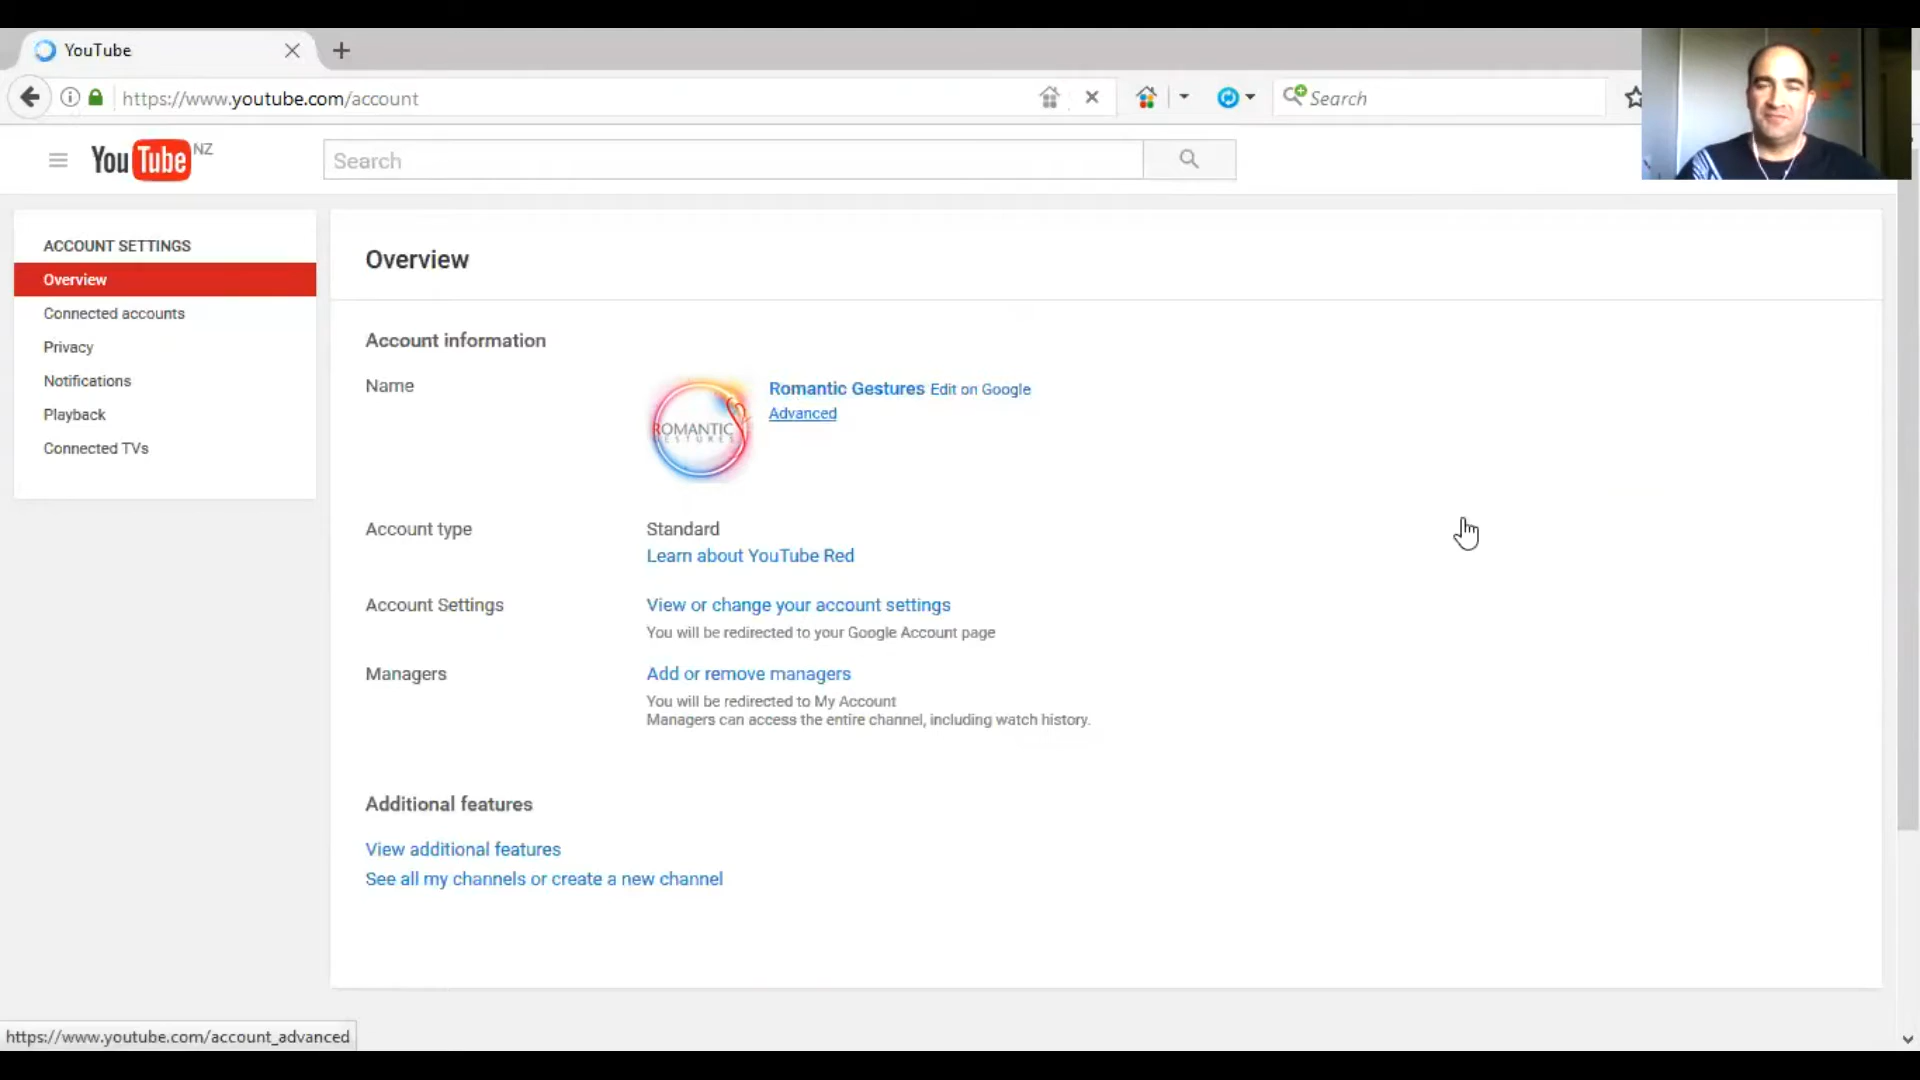 YouTube
https://www.youtube.com/account
Search
YouTube NZ
Search
ACCOUNT SETTINGS
Overview
Connected accounts
Privacy
Notifications
Playback
Connected TVs
Overview
Account information
Name
ROMANTIC
GESTURES
Romantic Gestures Edit on Google
Advanced
Account type
Standard
Learn about YouTube Red
Account Settings
View or change your account settings
You will be redirected to your Google Account page
Managers
Add or remove managers
You will be redirected to My Account
Managers can access the entire channel, including watch history.
Additional features
View additional features
See all my channels or create a new channel
https://www.youtube.com/account_advanced